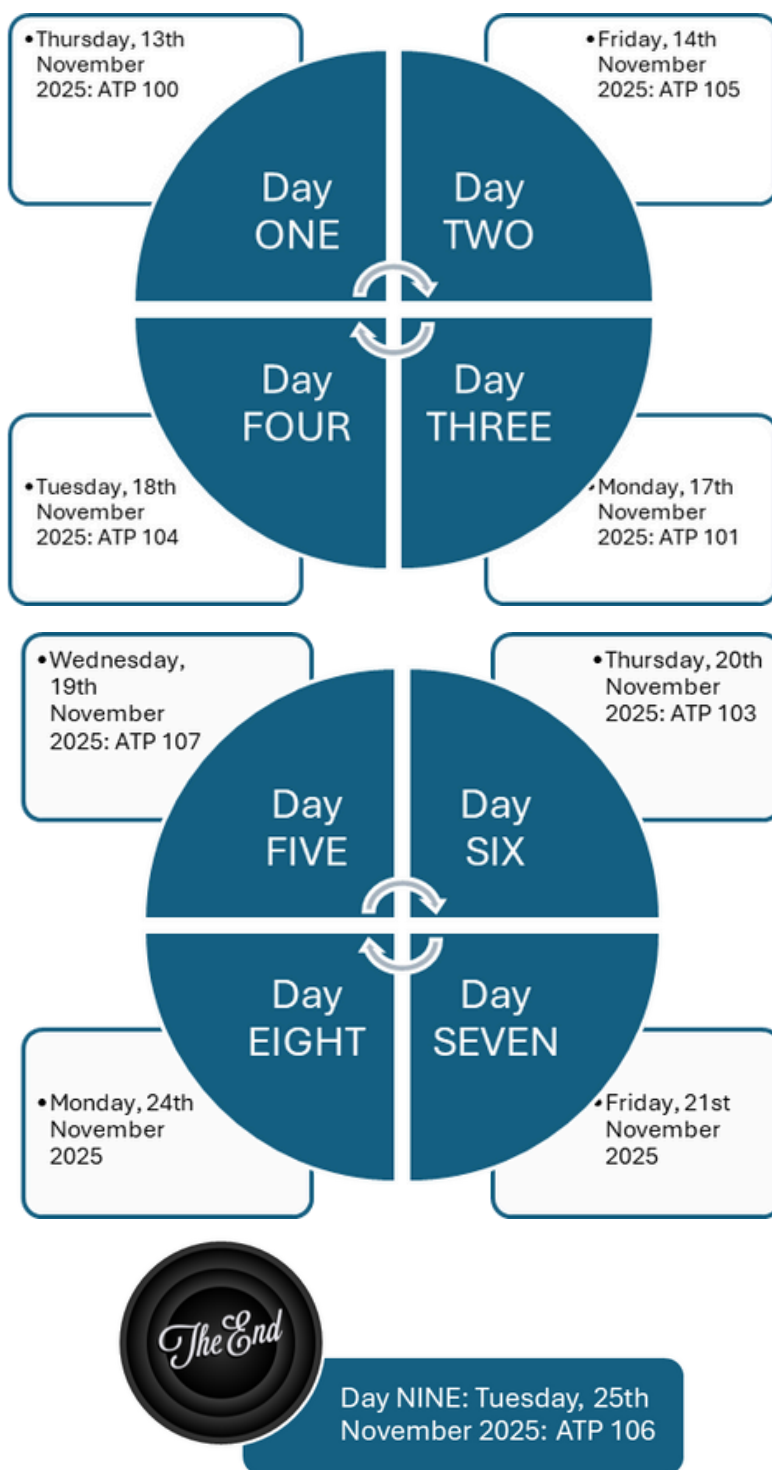 •Thursday, 13th
November
2025: ATP 100
•Friday, 14th
November
2025: ATP 105
Day
ONE
Day
TWO
Day
FOUR
Day
THREE
•Tuesday, 18th
November
2025: ATP 104
•Monday, 17th
November
2025: ATP 101
•Wednesday,
19th
November
2025: ATP 107
•Thursday, 20th
November
2025: ATP 103
Day
FIVE
Day
SIX
Day
EIGHT
Day
SEVEN
•Monday, 24th
November
2025
•Friday, 21st
November
2025
The End
Day NINE: Tuesday, 25th
November 2025: ATP 106